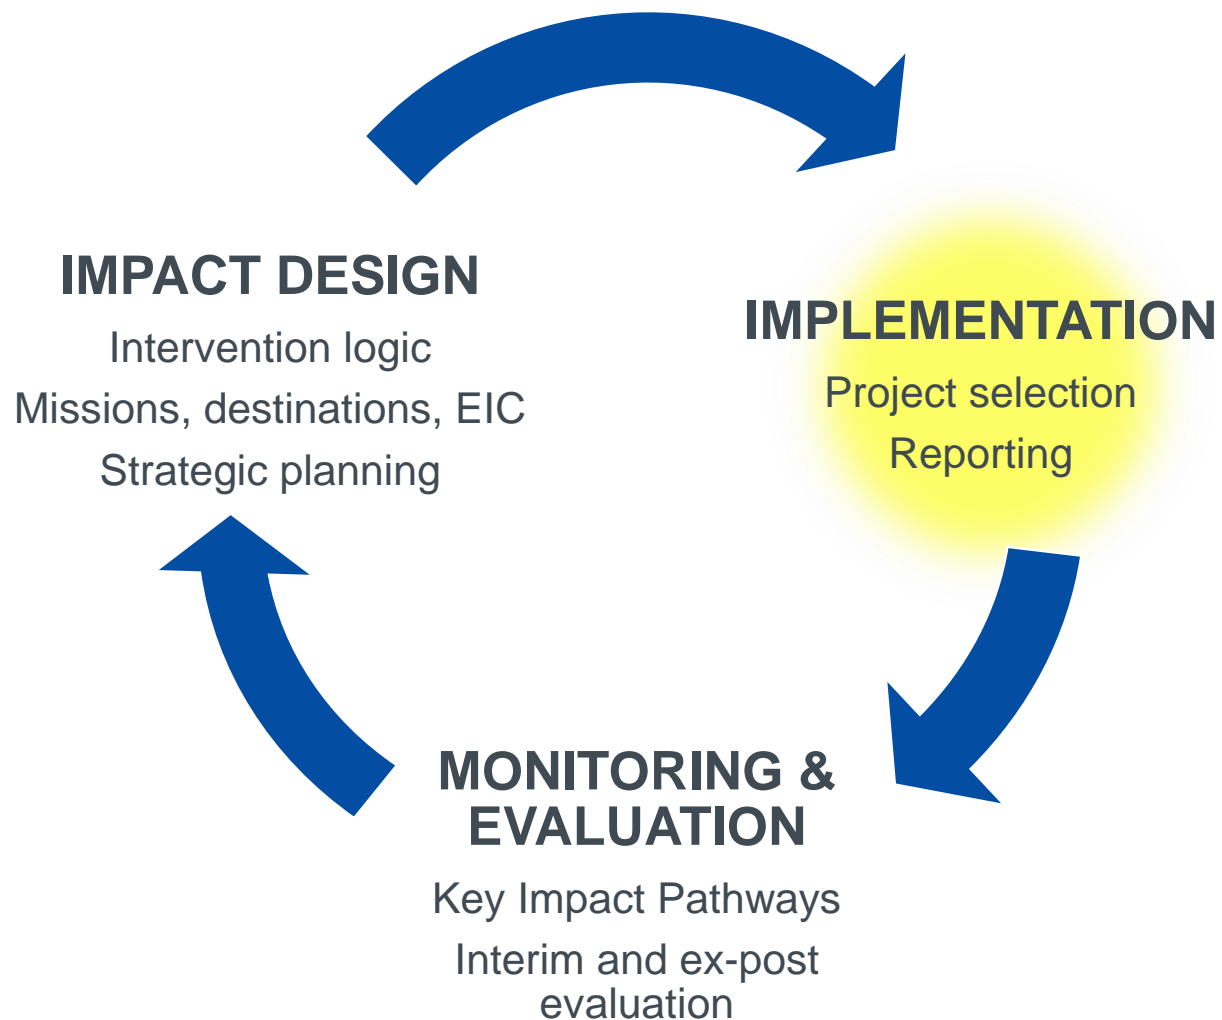 IMPACT DESIGN
Intervention logic
Missions, destinations, EIC
Strategic planning
IMPLEMENTATION
Project selection
Reporting
MONITORING &
EVALUATION
Key Impact Pathways
Interim and ex-post
evaluation